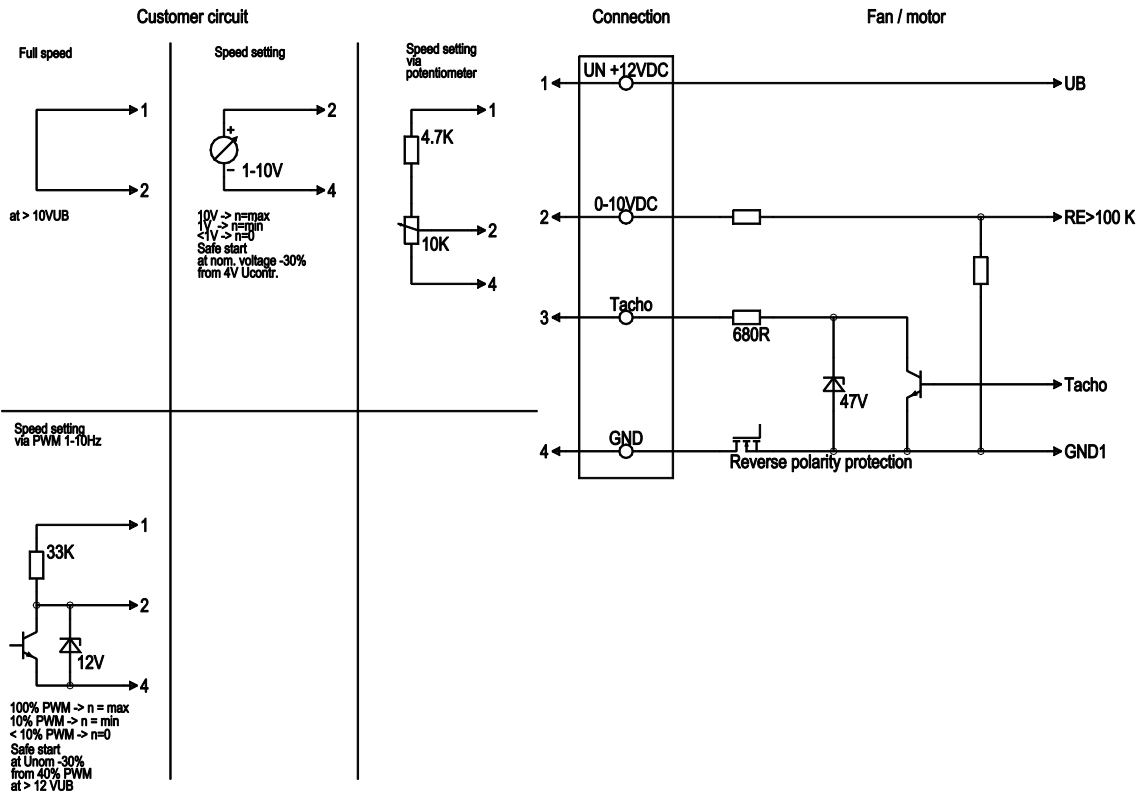 Customer circuit
Connection
Fan / motor
Full speed
1
2
at > 10VUB
Speed setting
2
+
− 1-10V
4
10V -> n=max
1V -> n=min
<1V -> n=0
Safe start
at nom. voltage -30%
from 4V Ucontr.
Speed setting
via
potentiometer
1
4.7K
2
10K
4
Speed setting
via PWM 1-10Hz
1
33K
2
12V
4
100% PWM -> n = max
10% PWM -> n = min
< 10% PWM -> n=0
Safe start
at Unom -30%
from 40% PWM
at > 12 VUB
UN +12VDC
1
UB
0-10VDC
2
RE>100 K
Tacho
3
680R
47V
Tacho
GND
4
GND1
Reverse polarity protection